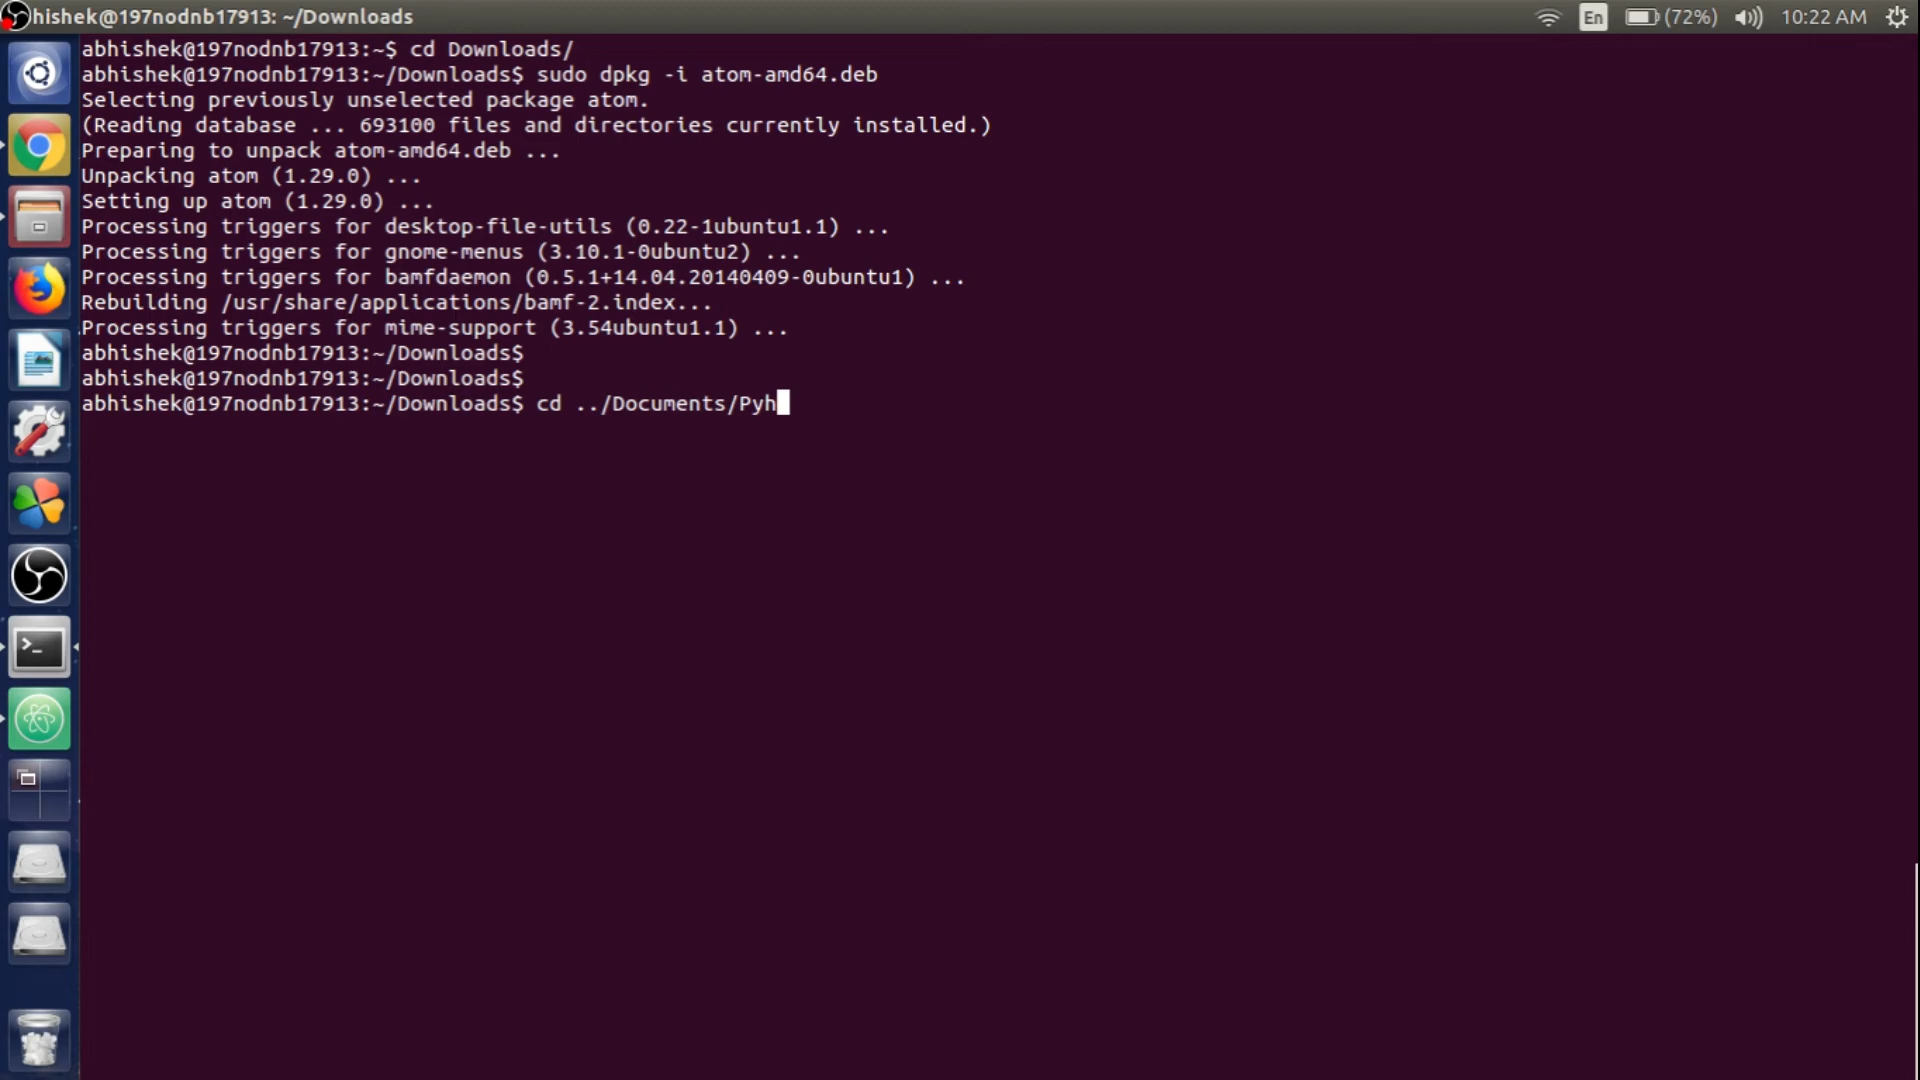 hishek@197nodnb17913: ~/Downloads
En
(72%)
10:22 AM
abhishek@197nodnb17913:~$ cd Downloads/
abhishek@197nodnb17913:~/Downloads$ sudo dpkg -i atom-amd64.deb
Selecting previously unselected package atom.
(Reading database ... 693100 files and directories currently installed.)
Preparing to unpack atom-amd64.deb ...
Unpacking atom (1.29.0) ...
Setting up atom (1.29.0) ...
Processing triggers for desktop-file-utils (0.22-1ubuntu1.1) ...
Processing triggers for gnome-menus (3.10.1-0ubuntu2) ...
Processing triggers for bamfdaemon (0.5.1+14.04.20140409-0ubuntu1) ...
Rebuilding /usr/share/applications/bamf-2.index...
Processing triggers for mime-support (3.54ubuntu1.1) ...
abhishek@197nodnb17913:~/Downloads$
abhishek@197nodnb17913:~/Downloads$
abhishek@197nodnb17913:~/Downloads$ cd ../Documents/Pyh
>_